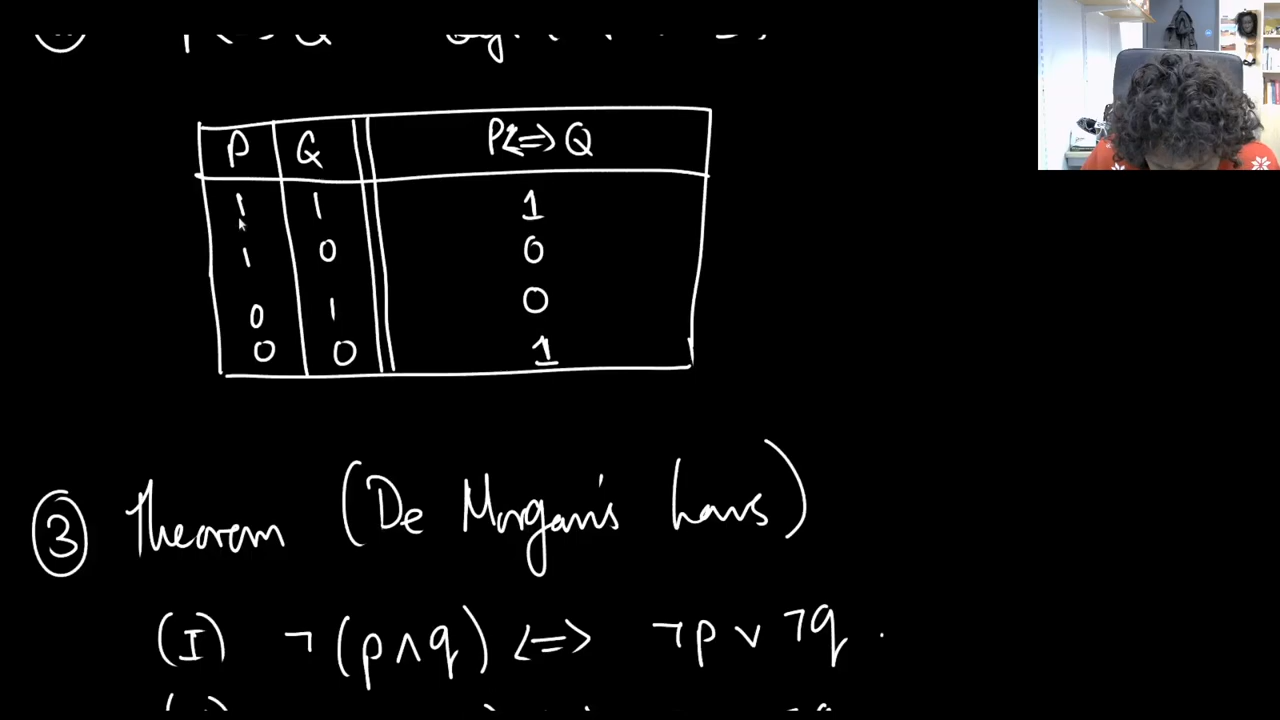 P Q P<=>Q
1 1 1
1 0 0
0 1 0
0 0 1
③ Theorem (De Morgan's Laws)
(I) ¬(p∧q) <=> ¬p∨¬q.